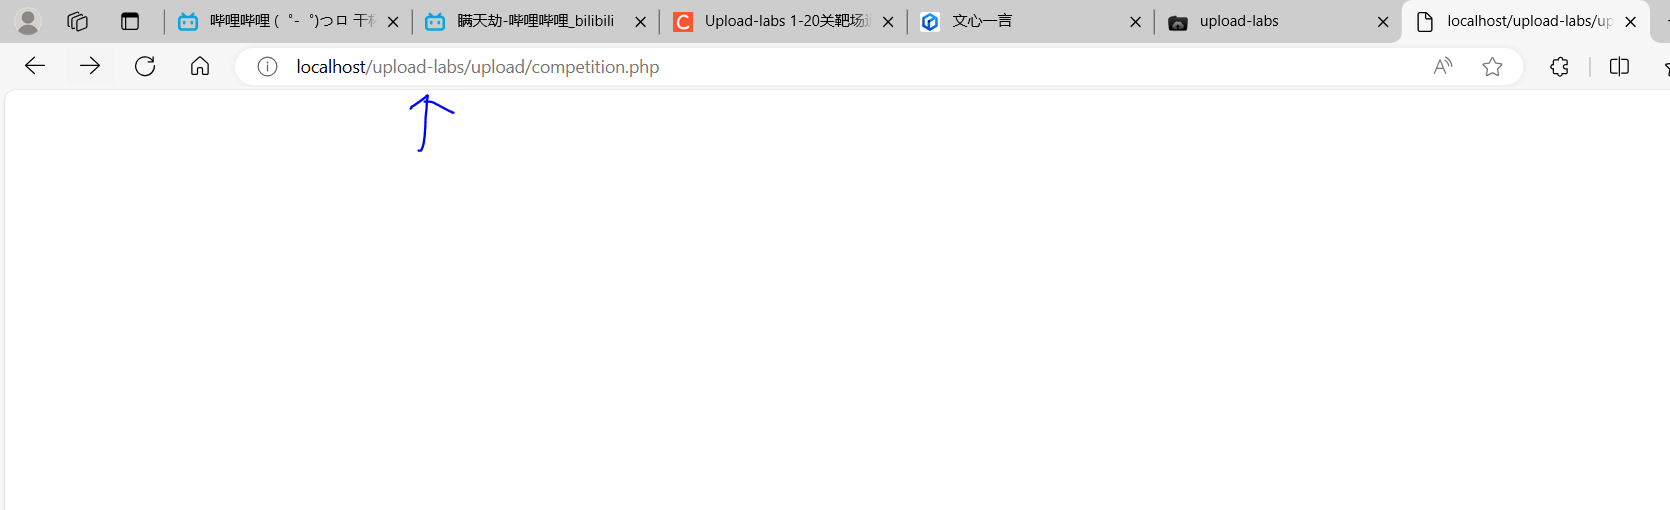 哔哩哔哩 ( ゜- ゜)つロ 干
瞒天劫-哔哩哔哩_bilibili
Upload-labs 1-20关靶场
文心一言
upload-labs
localhost/upload-labs/up
localhost/upload-labs/upload/competition.php